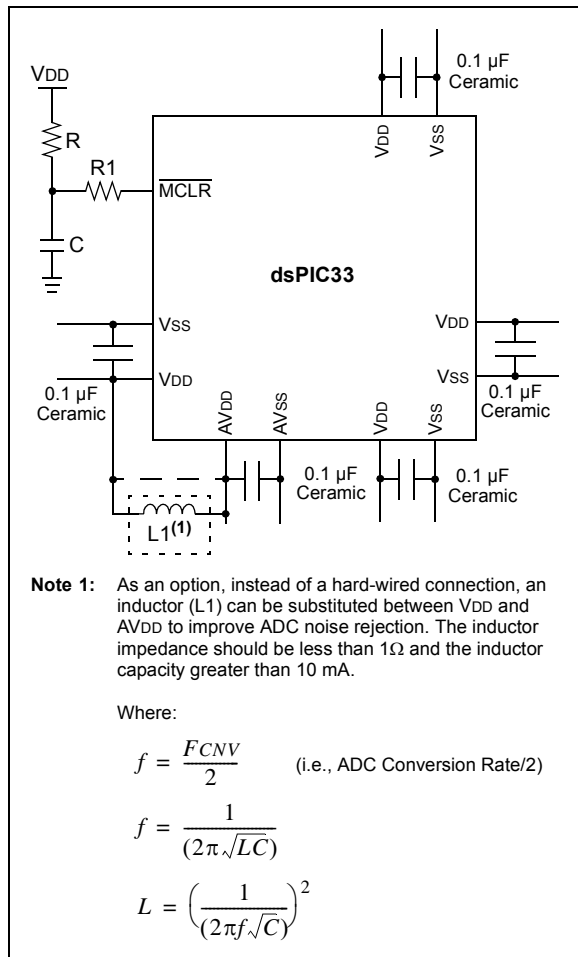 0.1 µF
Ceramic
VDD
R
R1
C
MCLR
VDD
VSS
dsPIC33
VSS
VDD
0.1 µF
Ceramic
VDD
VSS
0.1 µF
Ceramic
AVDD
AVSS
VDD
VSS
0.1 µF
Ceramic
0.1 µF
Ceramic
L1(1)
Note 1: As an option, instead of a hard-wired connection, an
inductor (L1) can be substituted between VDD and
AVDD to improve ADC noise rejection. The inductor
impedance should be less than 1Ω and the inductor
capacity greater than 10 mA.
Where:
f = FCNV / 2 (i.e., ADC Conversion Rate/2)
f = 1 / (2π√LC)
L = (1 / (2πf√C))²